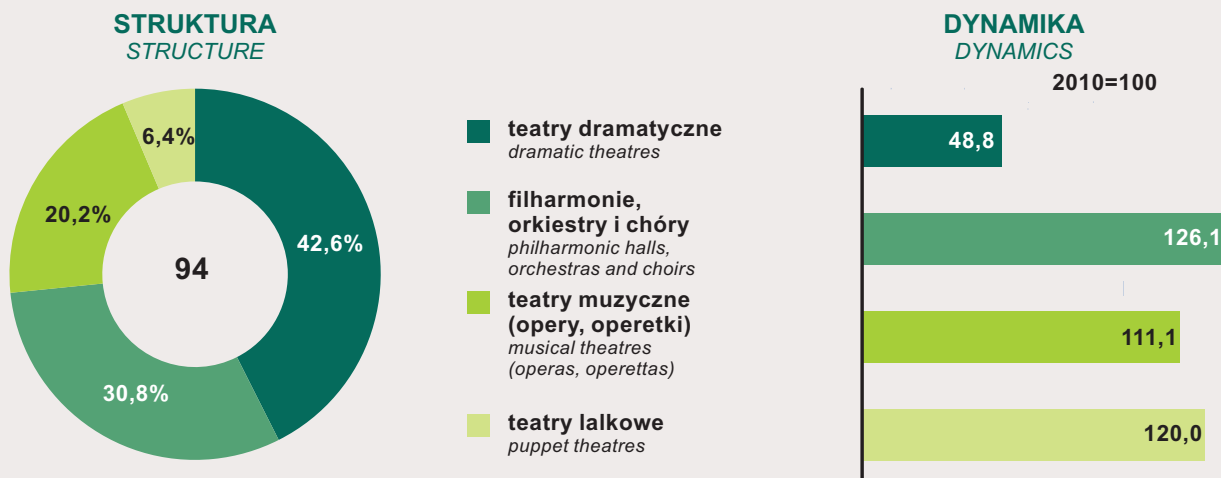 STRUKTURA
STRUCTURE
6,4%
20,2%
42,6%
94
30,8%
teatry dramatyczne
dramatic theatres
filharmonie,
orkiestry i chóry
philharmonic halls,
orchestras and choirs
teatry muzyczne
(opery, operetki)
musical theatres
(operas, operettas)
teatry lalkowe
puppet theatres
DYNAMIKA
DYNAMICS
2010=100
48,8
126,1
111,1
120,0